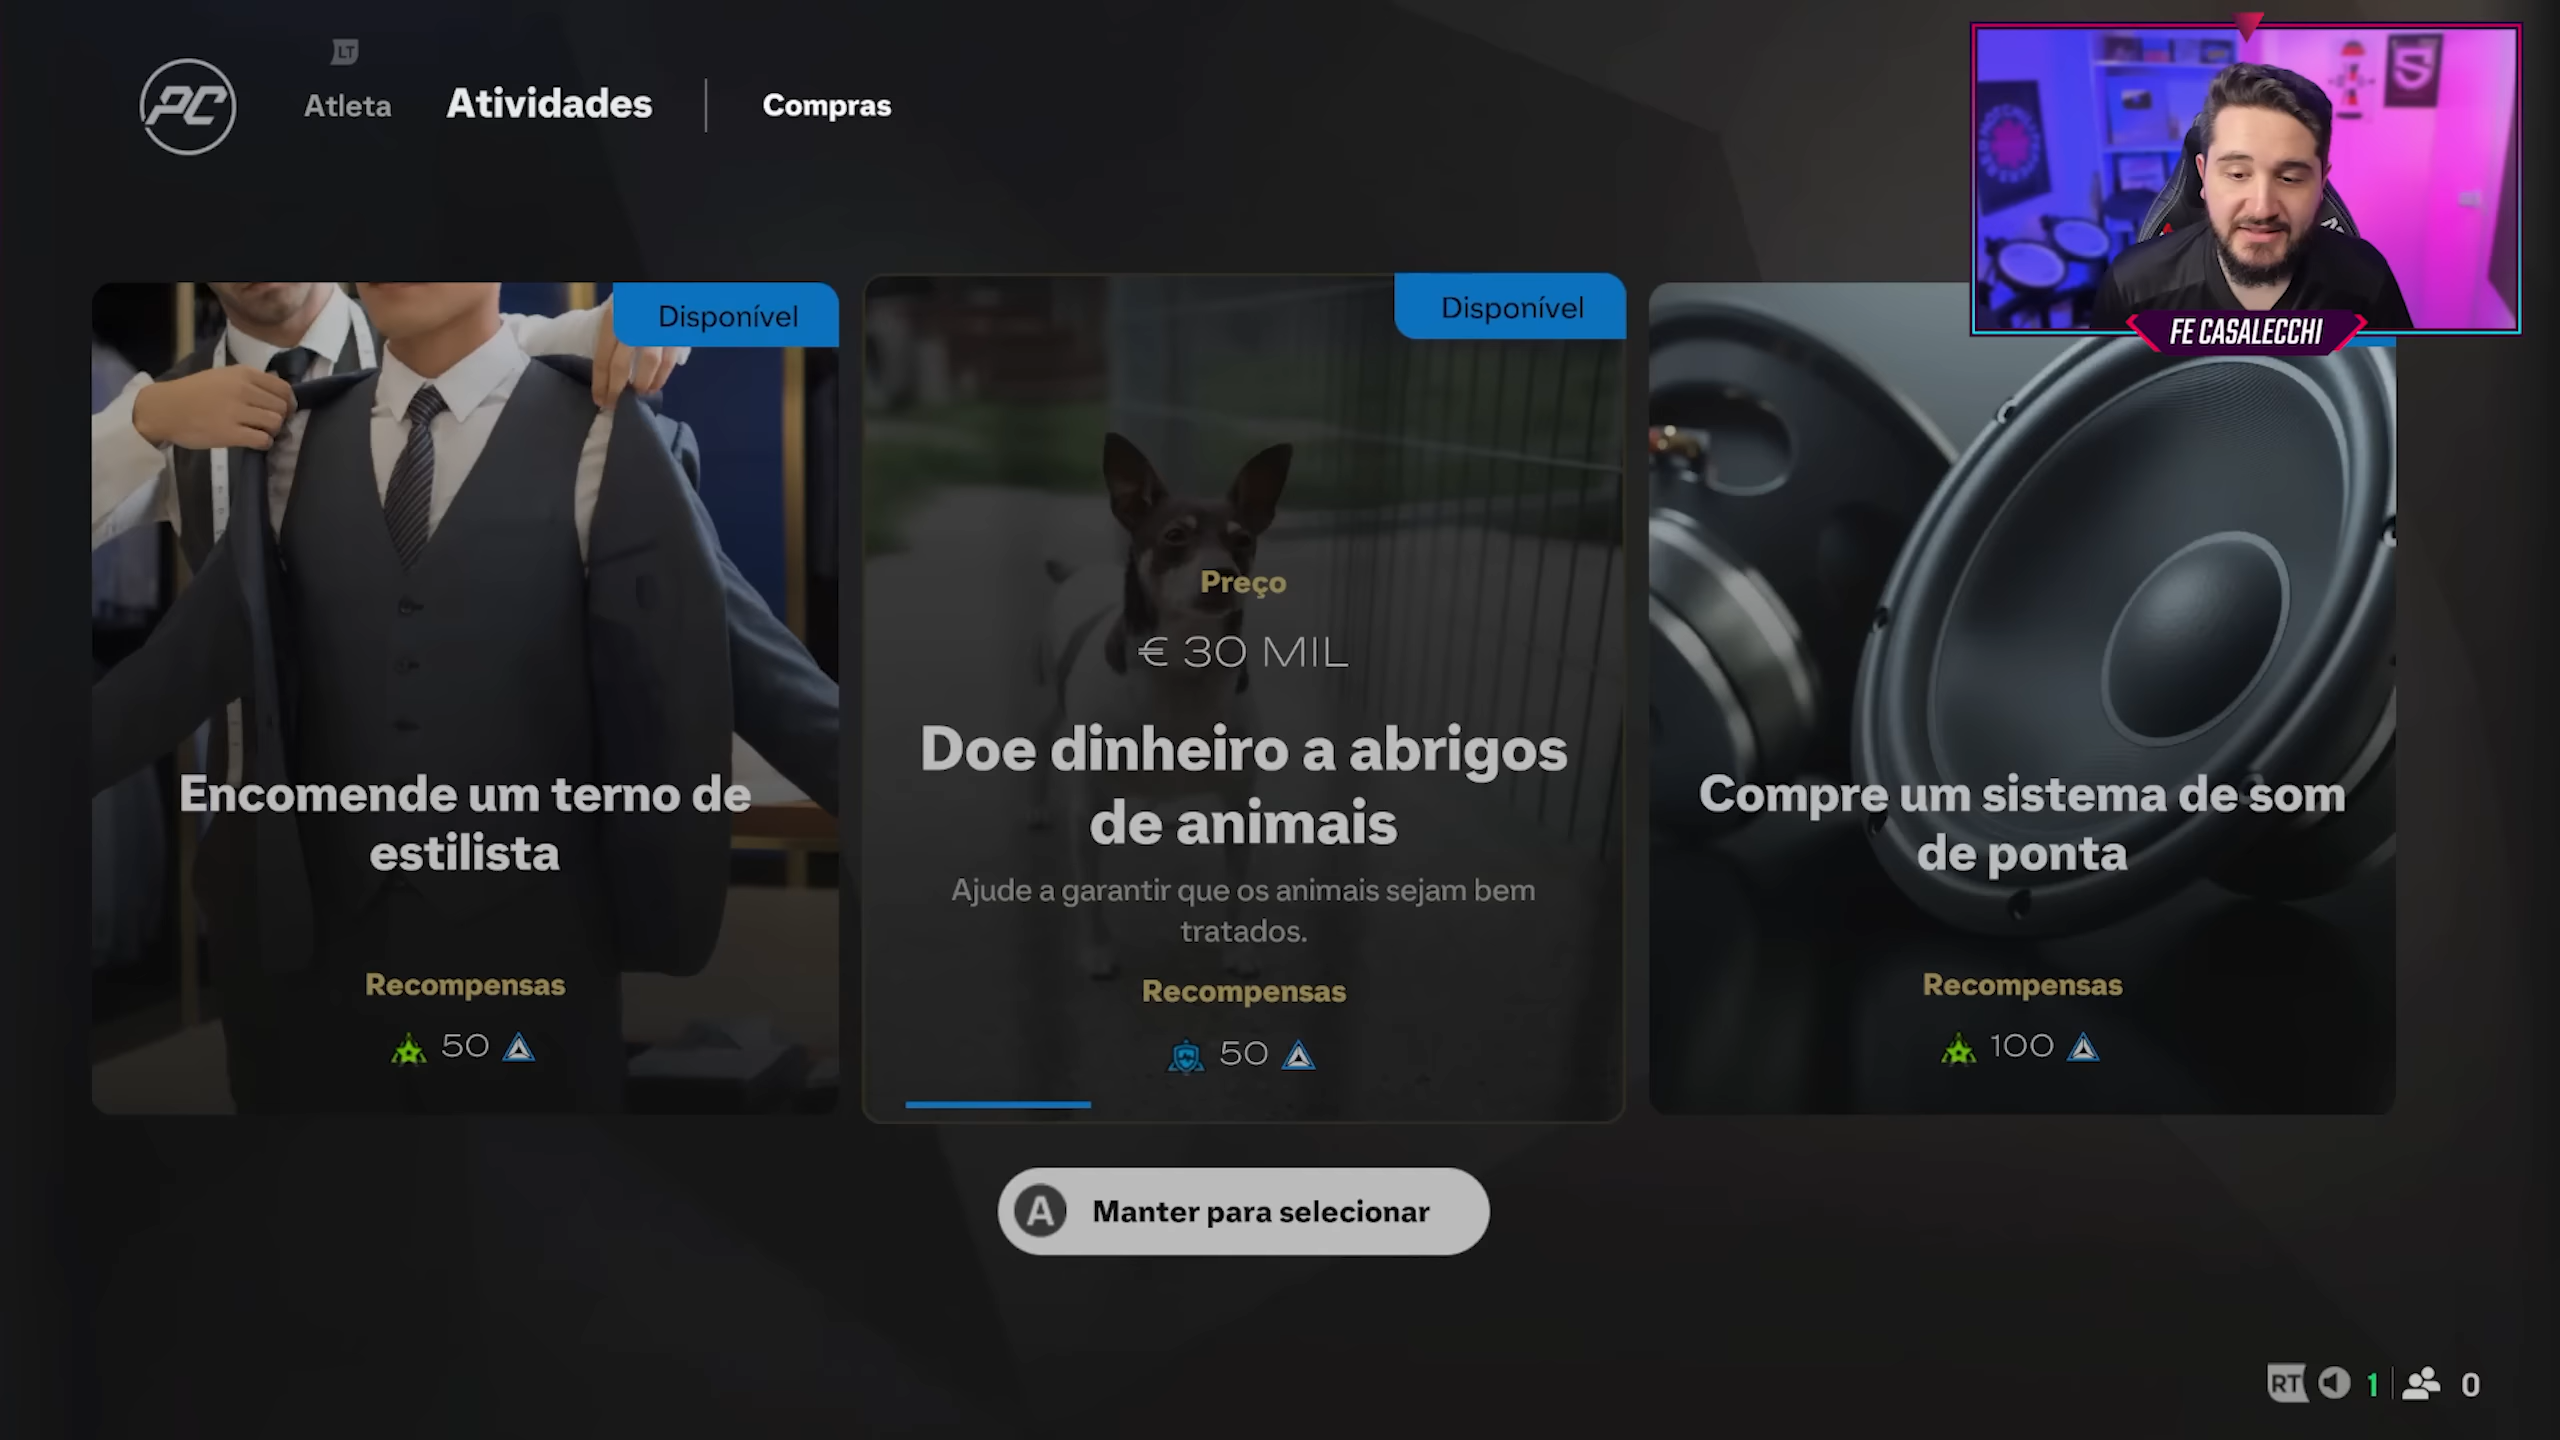 LT
PC
Atleta
Atividades
Compras
FE CASALECCHI
Disponível
Encomende um terno de
estilista
Recompensas
50
Disponível
Preço
€ 30 MIL
Doe dinheiro a abrigos
de animais
Ajude a garantir que os animais sejam bem
tratados.
Recompensas
50
Compre um sistema de som
de ponta
Recompensas
100
A Manter para selecionar
RT 1 0